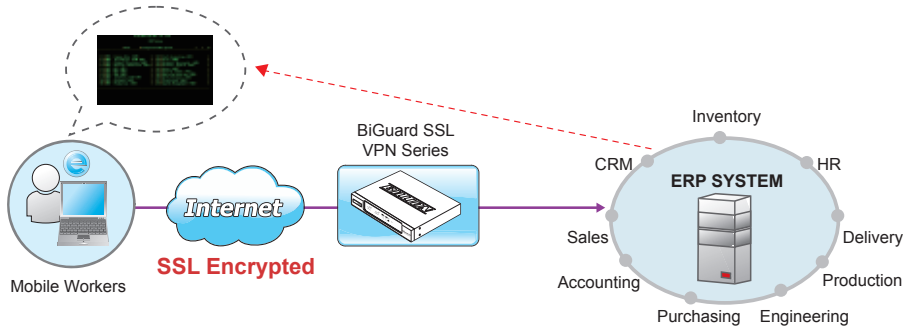 Inventory
BiGuard SSL
VPN Series
CRM
HR
ERP SYSTEM
Internet
Sales
Delivery
SSL Encrypted
Mobile Workers
Accounting
Production
Purchasing
Engineering